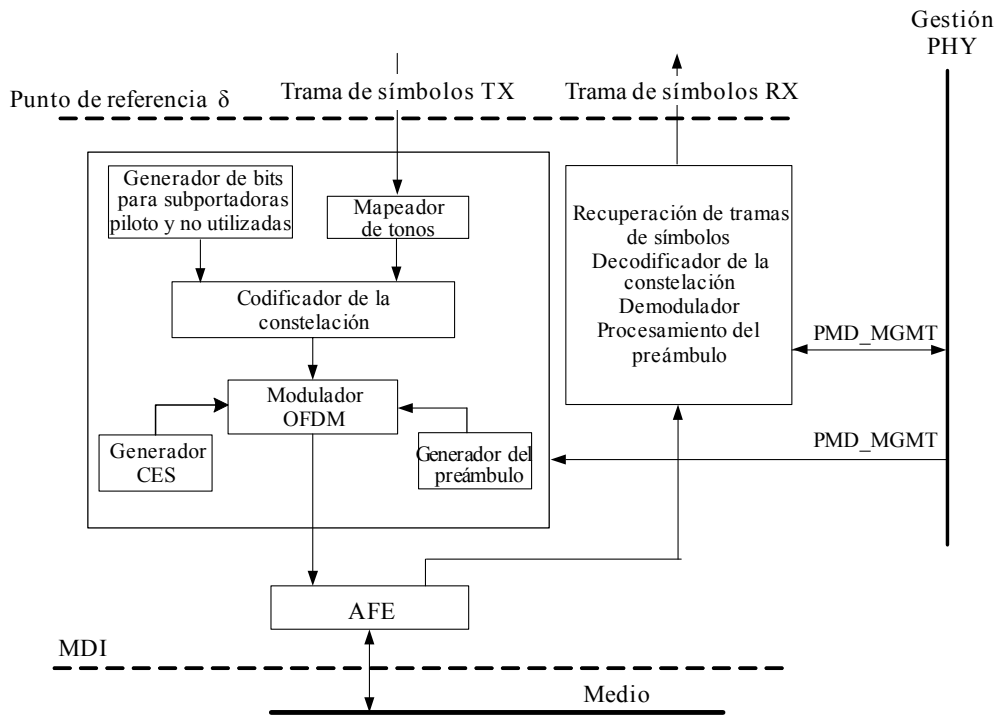 Gestión
PHY
Punto de referencia δ
Trama de símbolos TX
Trama de símbolos RX
Generador de bits
para subportadoras
piloto y no utilizadas
Mapeador
de tonos
Codificador de la
constelación
Modulador
OFDM
Generador
CES
Generador del
preámbulo
Recuperación de tramas
de símbolos
Decodificador de la
constelación
Demodulador
Procesamiento del
preámbulo
PMD_MGMT
PMD_MGMT
AFE
MDI
Medio